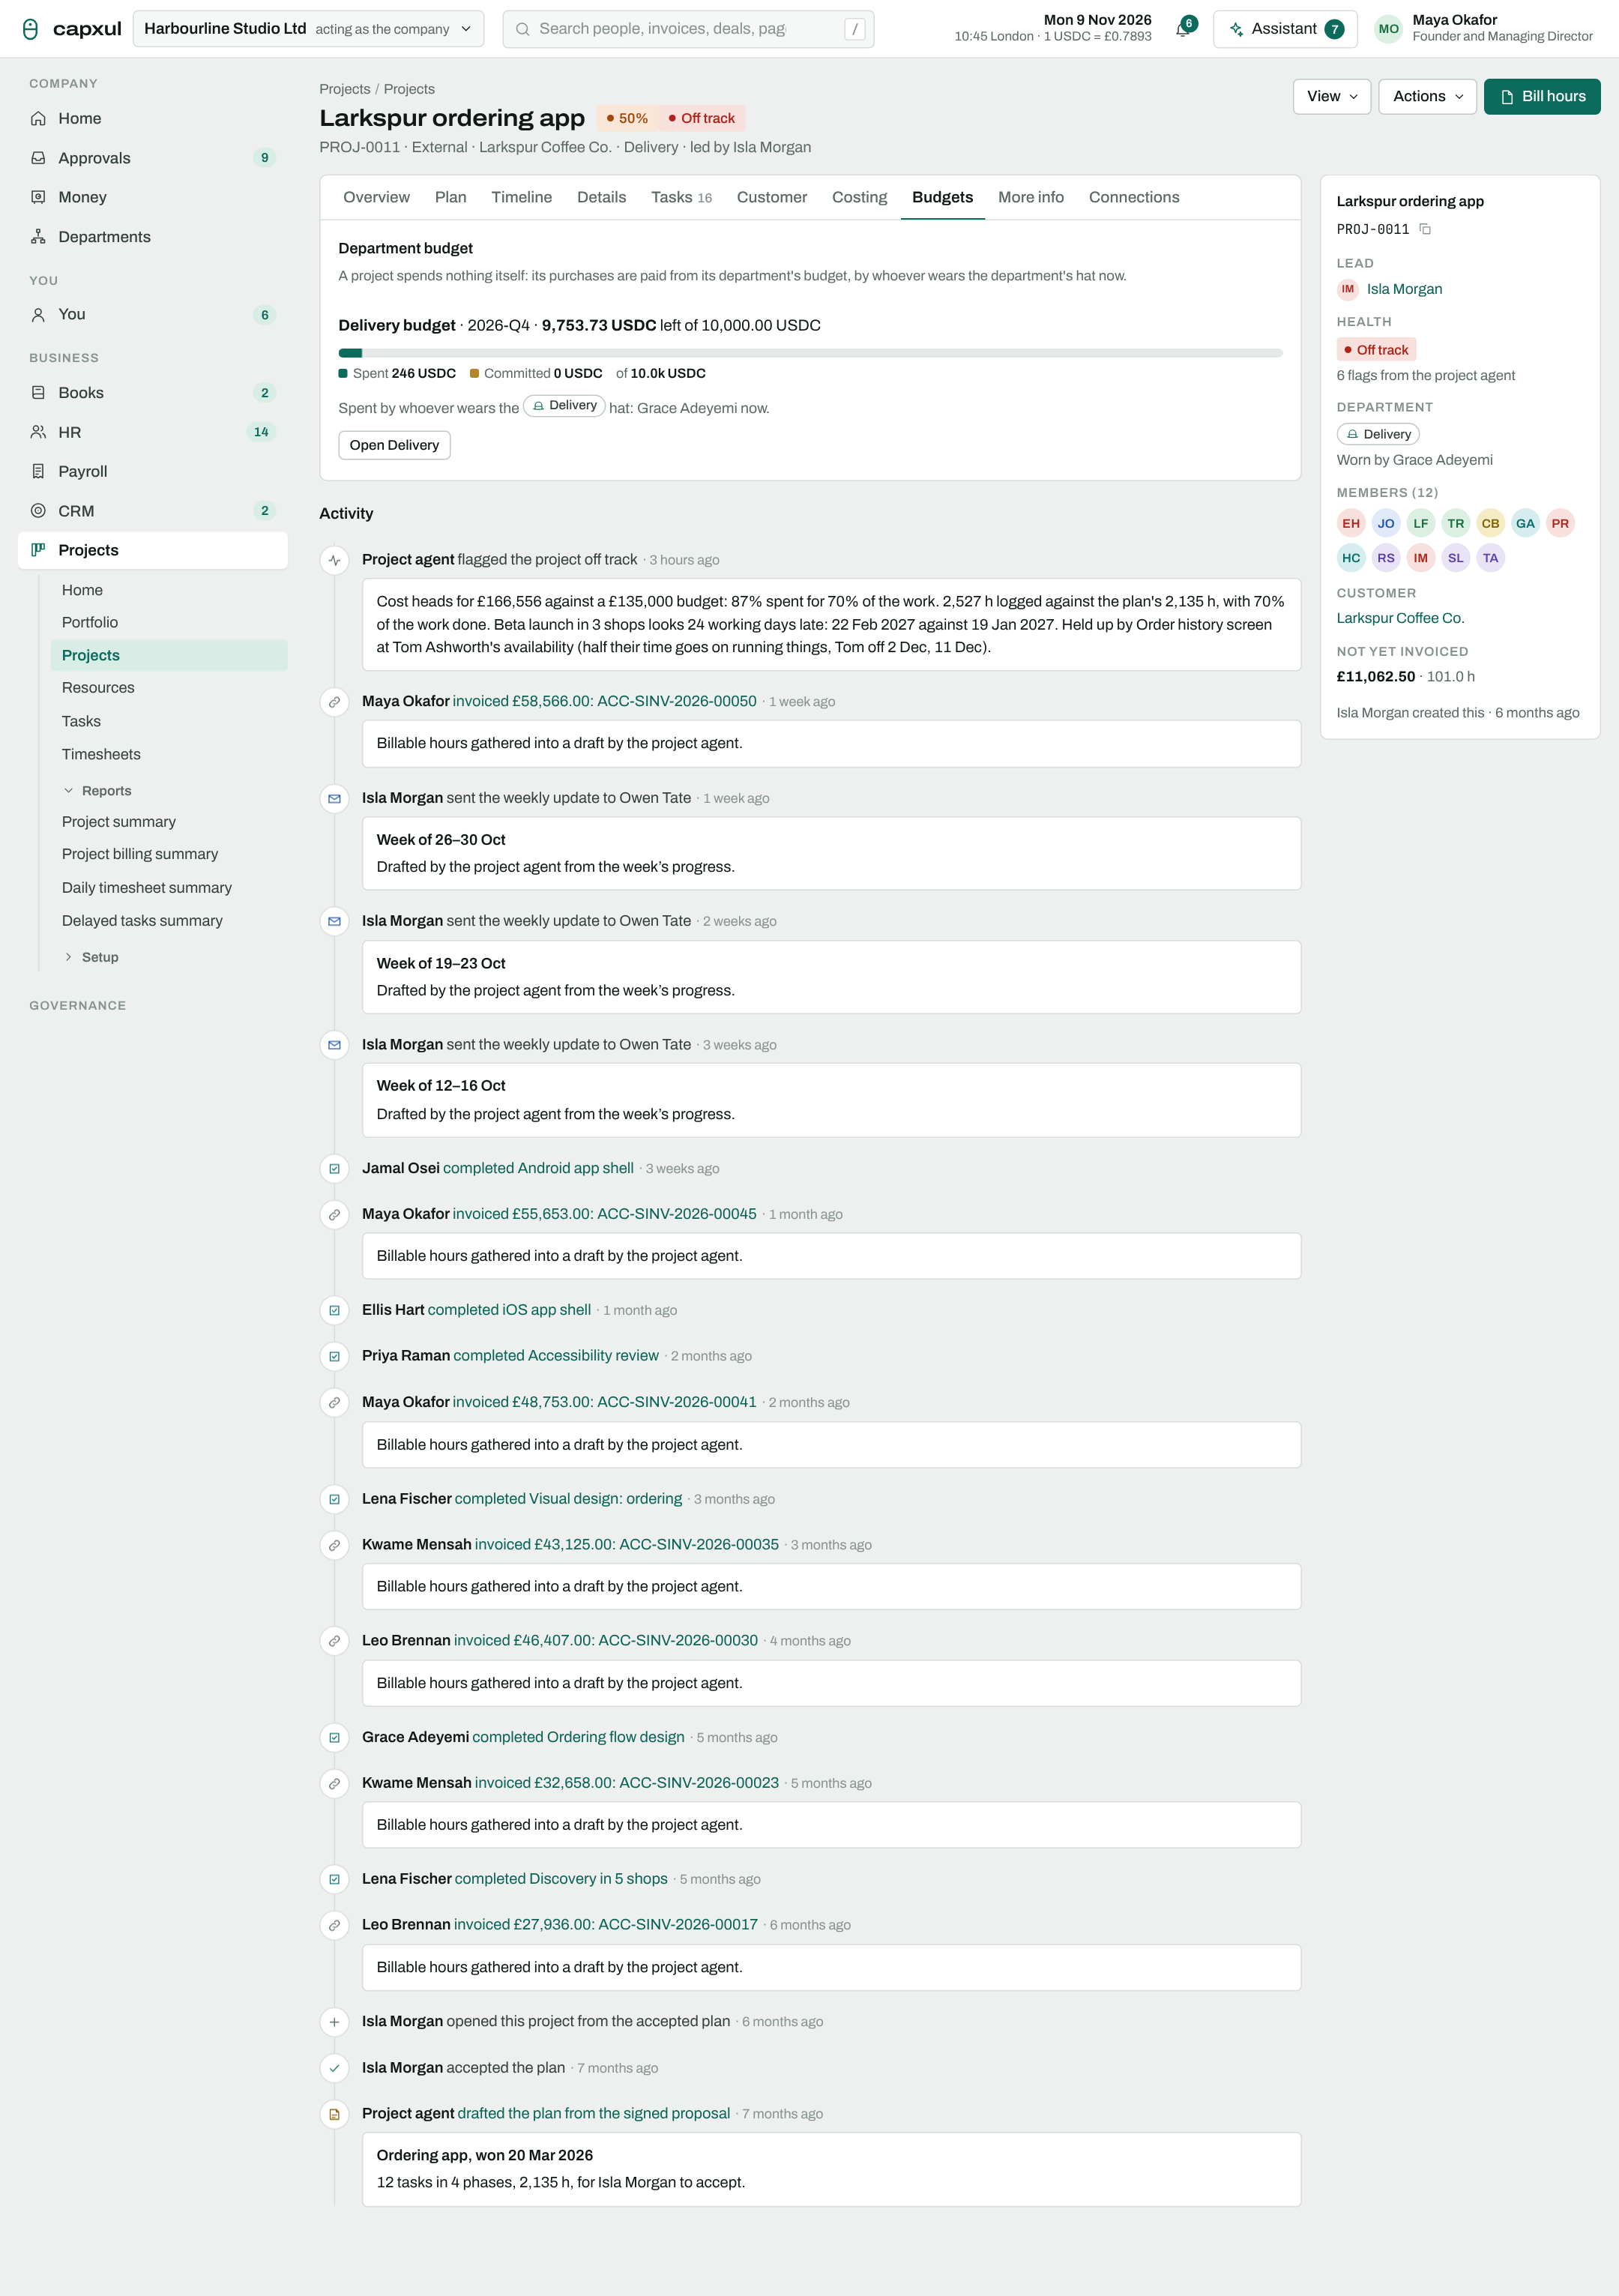 capxul
Harbourline Studio Ltd acting as the company
Search people, invoices, deals, pag
/
Mon 9 Nov 2026
10:45 London · 1 USDC = £0.7893
6
Assistant 7
MO
Maya Okafor
Founder and Managing Director
COMPANY
Home
Approvals 9
Money
Departments
YOU
You 6
BUSINESS
Books 2
HR 14
Payroll
CRM 2
Projects
Home
Portfolio
Projects
Resources
Tasks
Timesheets
Reports
Project summary
Project billing summary
Daily timesheet summary
Delayed tasks summary
Setup
GOVERNANCE
Projects / Projects
Larkspur ordering app 50% Off track
PROJ-0011 · External · Larkspur Coffee Co. · Delivery · led by Isla Morgan
View
Actions
Bill hours
Overview Plan Timeline Details Tasks 16 Customer Costing Budgets More info Connections
Department budget
A project spends nothing itself: its purchases are paid from its department's budget, by whoever wears the department's hat now.
Delivery budget · 2026-Q4 · 9,753.73 USDC left of 10,000.00 USDC
Spent 246 USDC Committed 0 USDC of 10.0k USDC
Spent by whoever wears the Delivery hat: Grace Adeyemi now.
Open Delivery
Activity
Project agent flagged the project off track · 3 hours ago
Cost heads for £166,556 against a £135,000 budget: 87% spent for 70% of the work. 2,527 h logged against the plan's 2,135 h, with 70%
of the work done. Beta launch in 3 shops looks 24 working days late: 22 Feb 2027 against 19 Jan 2027. Held up by Order history screen
at Tom Ashworth's availability (half their time goes on running things, Tom off 2 Dec, 11 Dec).
Maya Okafor invoiced £58,566.00: ACC-SINV-2026-00050 · 1 week ago
Billable hours gathered into a draft by the project agent.
Isla Morgan sent the weekly update to Owen Tate · 1 week ago
Week of 26–30 Oct
Drafted by the project agent from the week’s progress.
Isla Morgan sent the weekly update to Owen Tate · 2 weeks ago
Week of 19–23 Oct
Drafted by the project agent from the week’s progress.
Isla Morgan sent the weekly update to Owen Tate · 3 weeks ago
Week of 12–16 Oct
Drafted by the project agent from the week’s progress.
Jamal Osei completed Android app shell · 3 weeks ago
Maya Okafor invoiced £55,653.00: ACC-SINV-2026-00045 · 1 month ago
Billable hours gathered into a draft by the project agent.
Ellis Hart completed iOS app shell · 1 month ago
Priya Raman completed Accessibility review · 2 months ago
Maya Okafor invoiced £48,753.00: ACC-SINV-2026-00041 · 2 months ago
Billable hours gathered into a draft by the project agent.
Lena Fischer completed Visual design: ordering · 3 months ago
Kwame Mensah invoiced £43,125.00: ACC-SINV-2026-00035 · 3 months ago
Billable hours gathered into a draft by the project agent.
Leo Brennan invoiced £46,407.00: ACC-SINV-2026-00030 · 4 months ago
Billable hours gathered into a draft by the project agent.
Grace Adeyemi completed Ordering flow design · 5 months ago
Kwame Mensah invoiced £32,658.00: ACC-SINV-2026-00023 · 5 months ago
Billable hours gathered into a draft by the project agent.
Lena Fischer completed Discovery in 5 shops · 5 months ago
Leo Brennan invoiced £27,936.00: ACC-SINV-2026-00017 · 6 months ago
Billable hours gathered into a draft by the project agent.
Isla Morgan opened this project from the accepted plan · 6 months ago
Isla Morgan accepted the plan · 7 months ago
Project agent drafted the plan from the signed proposal · 7 months ago
Ordering app, won 20 Mar 2026
12 tasks in 4 phases, 2,135 h, for Isla Morgan to accept.
Larkspur ordering app
PROJ-0011
LEAD
IM Isla Morgan
HEALTH
Off track
6 flags from the project agent
DEPARTMENT
Delivery
Worn by Grace Adeyemi
MEMBERS (12)
EH JO LF TR CB GA PR
HC RS IM SL TA
CUSTOMER
Larkspur Coffee Co.
NOT YET INVOICED
£11,062.50 · 101.0 h
Isla Morgan created this · 6 months ago